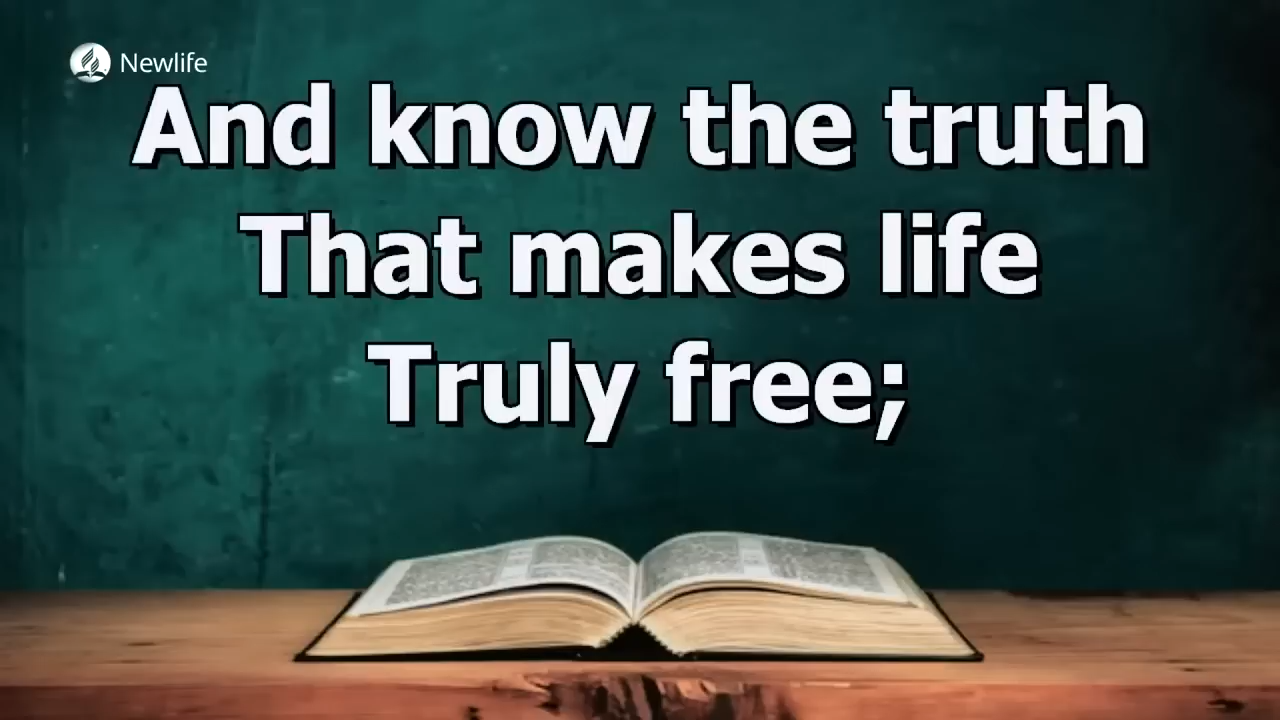 Newlife
And know the truth
That makes life
Truly free;